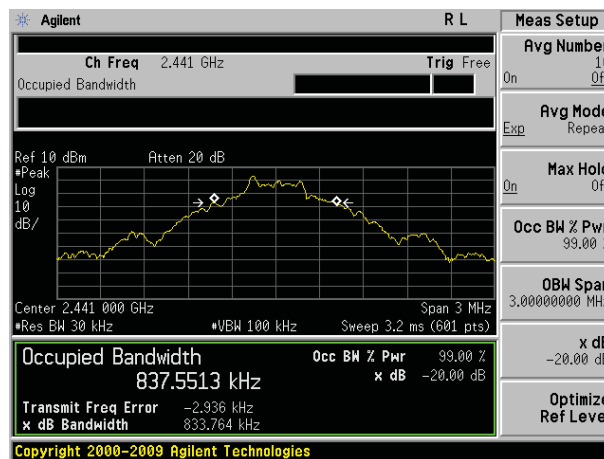 Agilent R L Meas Setup
Avg Number
Ch Freq 2.441 GHz Trig Free
On
Occupied Bandwidth
Avg Mode
Exp Repea
Ref 10 dBm Atten 20 dB
#Peak
Log
10
dB/
Max Hold
On
Occ BW % Pwr
99.00
Center 2.441 000 GHz Span 3 MHz
#Res BW 30 kHz #VBW 100 kHz Sweep 3.2 ms (601 pts)
OBW Span
3.00000000 MH
Occupied Bandwidth Occ BW % Pwr 99.00 %
837.5513 kHz x dB -20.00 dB
x dB
-20.00 dB
Transmit Freq Error -2.936 kHz
x dB Bandwidth 833.764 kHz
Optimize
Ref Level
Copyright 2000-2009 Agilent Technologies